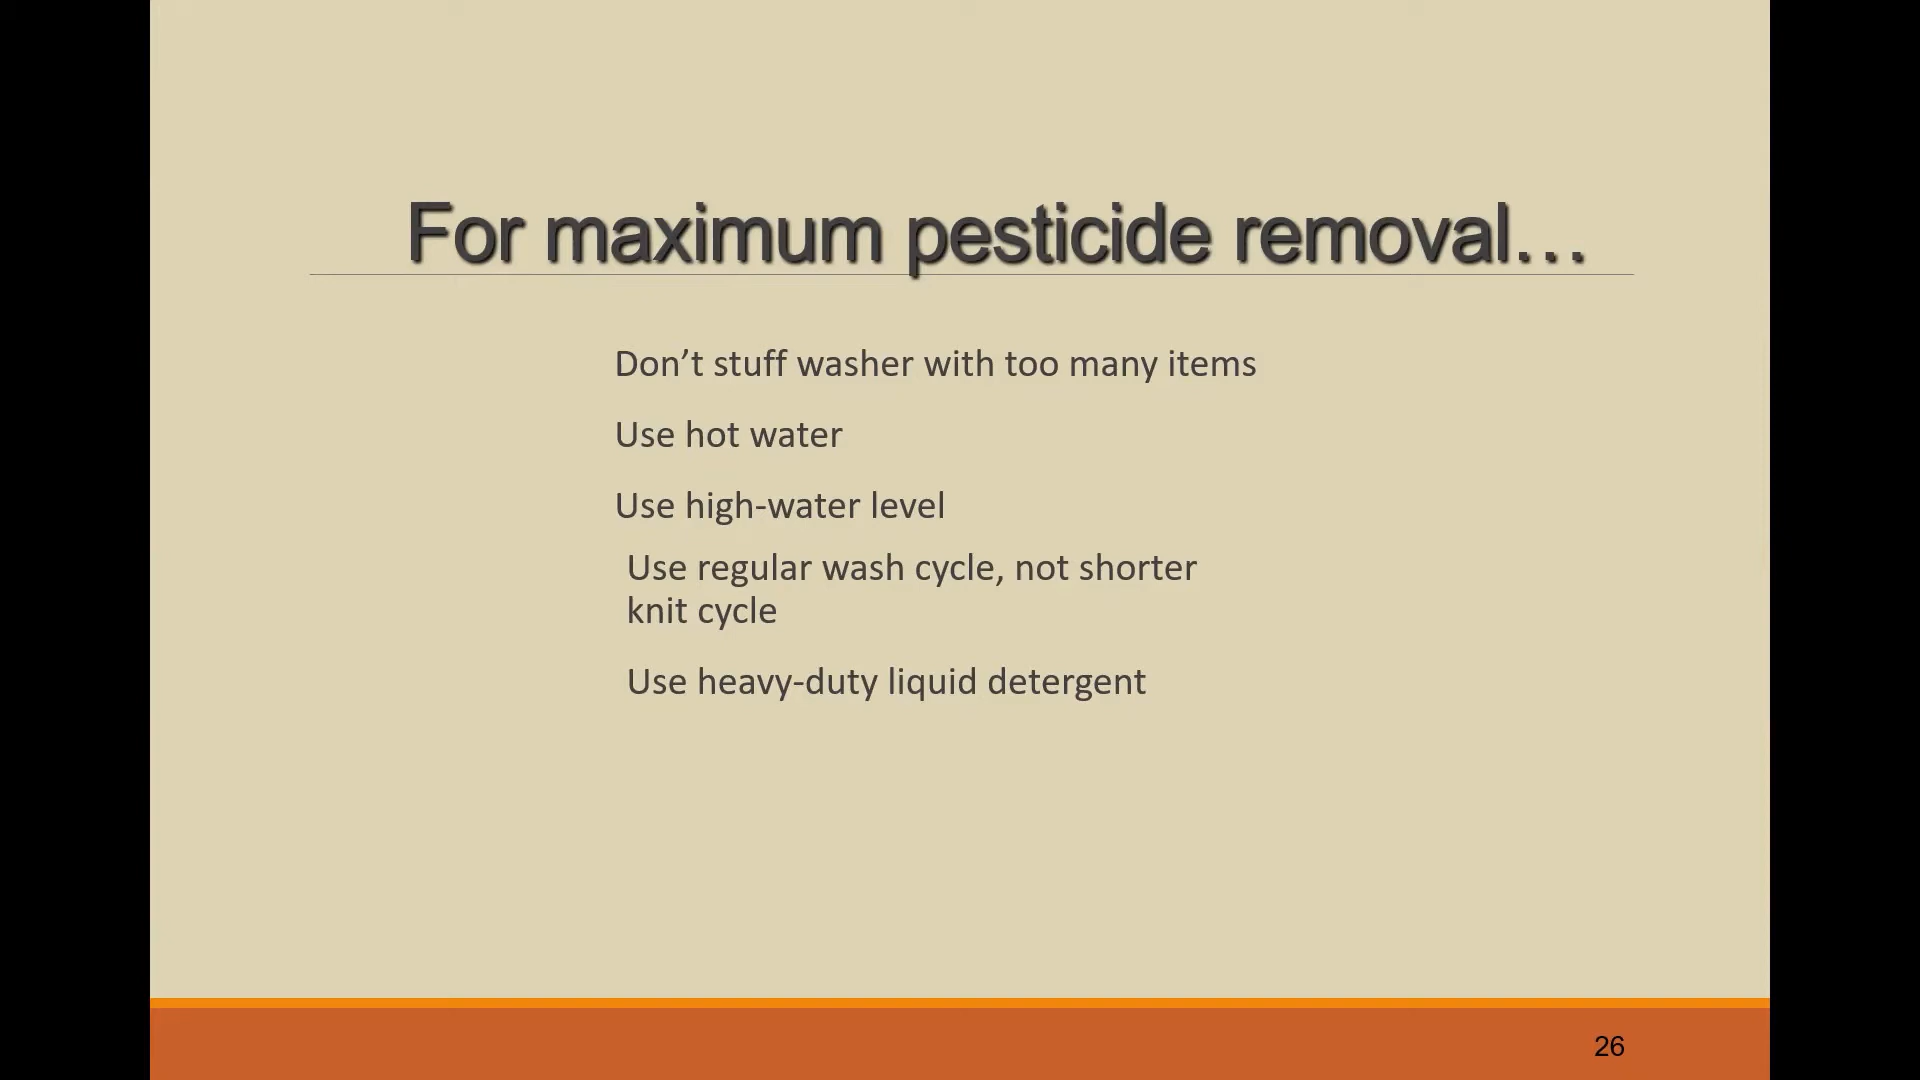 For maximum pesticide removal…
Don’t stuff washer with too many items
Use hot water
Use high-water level
Use regular wash cycle, not shorter
knit cycle
Use heavy-duty liquid detergent
26